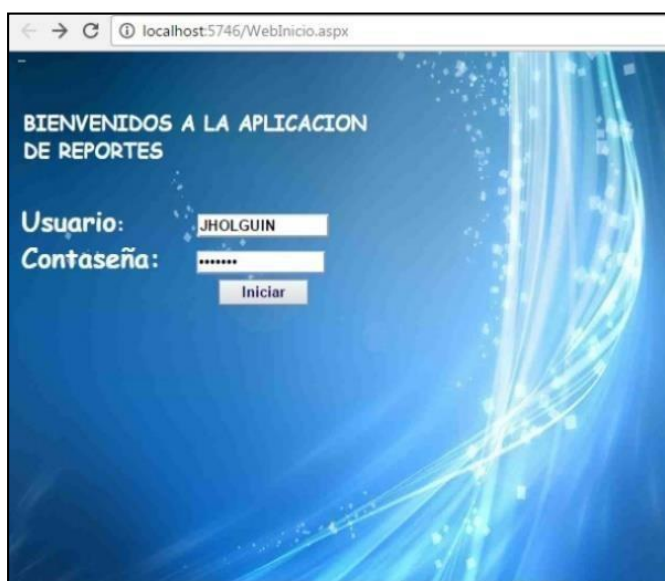 localhost:5746/WebInicio.aspx
BIENVENIDOS A LA APLICACION
DE REPORTES
Usuario: JHOLGUIN
Contaseña: •••••••
Iniciar